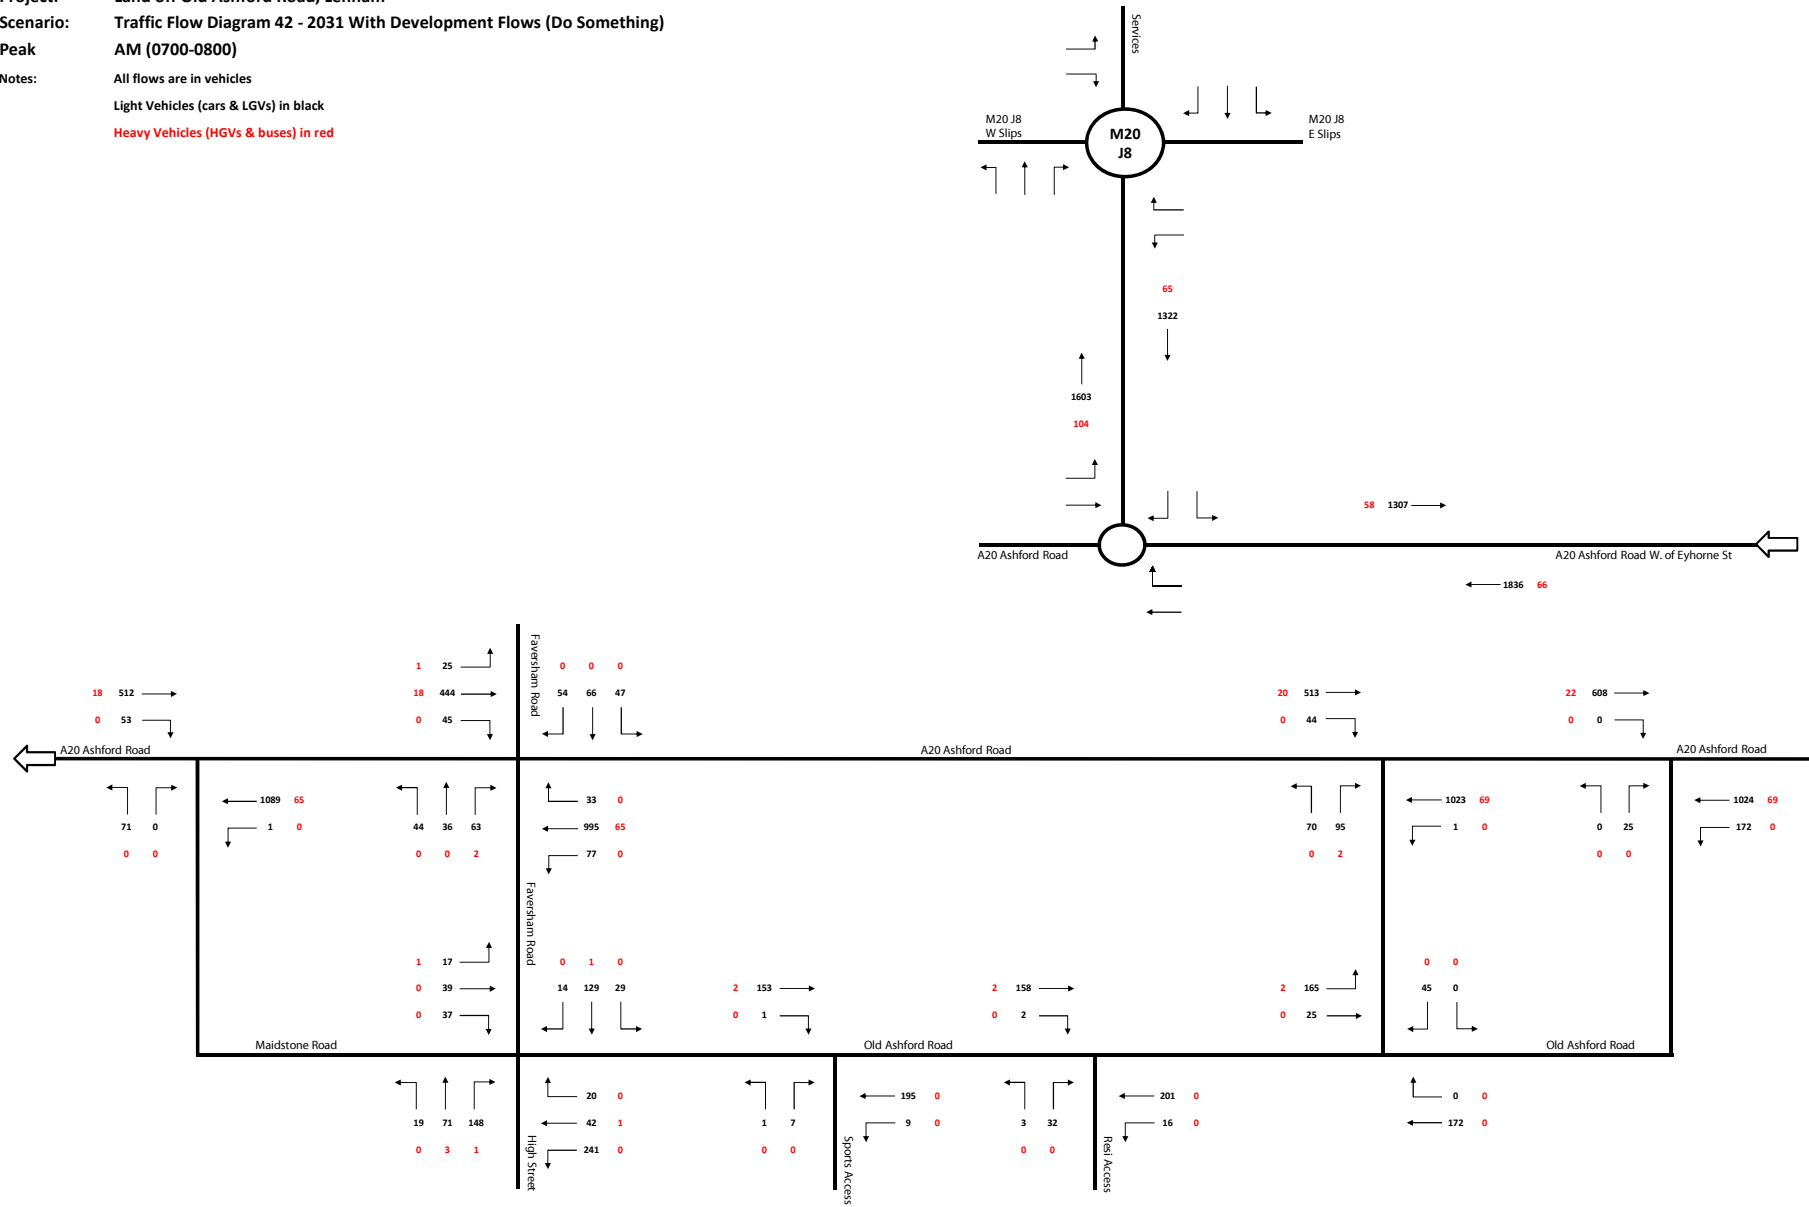 Project: Land off Old Ashford Road, Lenham
Scenario: Traffic Flow Diagram 42 - 2031 With Development Flows (Do Something)
Peak AM (0700-0800)
Notes: All flows are in vehicles
Light Vehicles (cars & LGVs) in black
Heavy Vehicles (HGVs & buses) in red
Services
M20 J8
W Slips
M20
J8
M20 J8
E Slips
65
1322
1603
104
58 1307
A20 Ashford Road
A20 Ashford Road W. of Eyhorne St
1836 66
Faversham Road
1 25
0 0 0
18 512
18 444
54 66 47
20 513
22 608
0 53
0 45
0 44
0 0
A20 Ashford Road
A20 Ashford Road
A20 Ashford Road
1089 65
33 0
1023 69
1024 69
71 0
1 0
44 36 63
995 65
70 95
1 0
0 25
172 0
0 0
0 0 2
77 0
0 2
0 0
Faversham Road
1 17
0 1 0
0 0
0 39
14 129 29
2 153
2 158
2 165
45 0
0 37
0 1
0 2
0 25
Maidstone Road
Old Ashford Road
Old Ashford Road
20 0
195 0
201 0
0 0
19 71 148
42 1
1 7
9 0
3 32
16 0
172 0
0 3 1
241 0
0 0
0 0
High Street
Sports Access
Resi Access